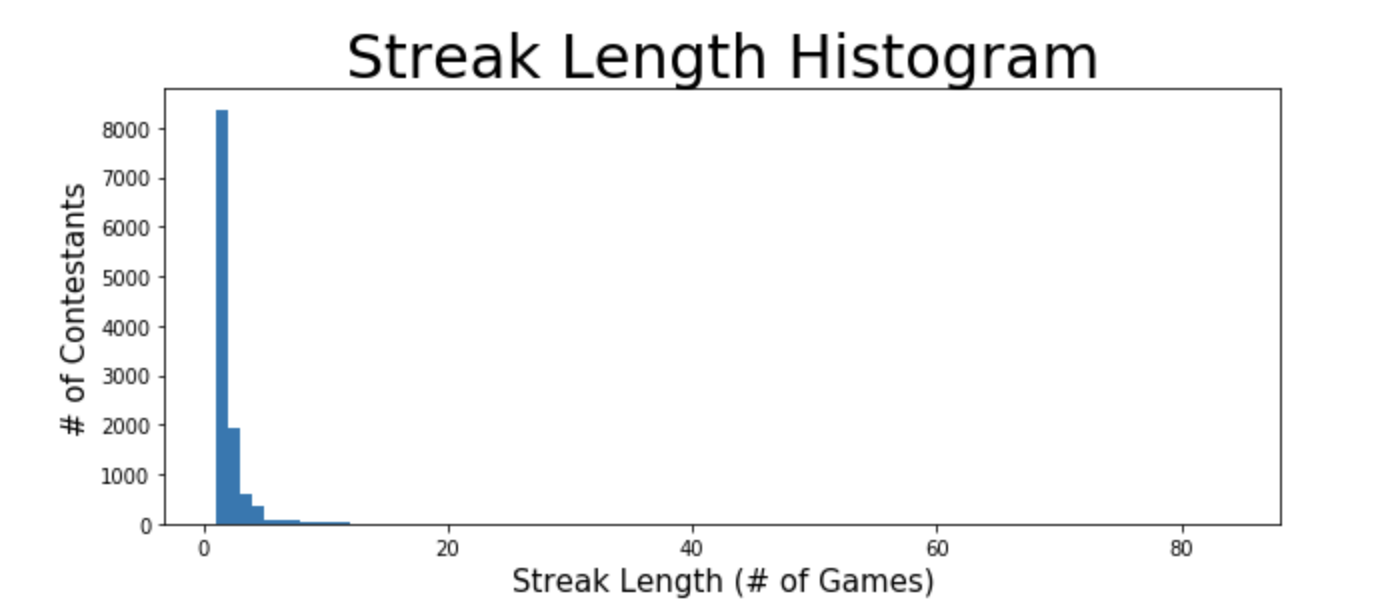 Streak Length Histogram
# of Contestants
8000
7000
6000
5000
4000
3000
2000
1000
0
0 20 40 60 80
Streak Length (# of Games)